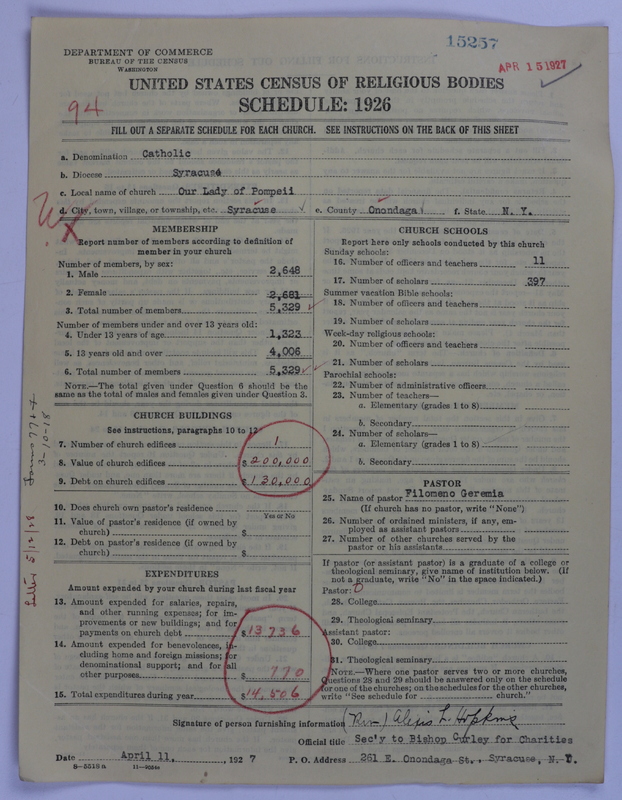 15257
DEPARTMENT OF COMMERCE
BUREAU OF THE CENSUS
WASHINGTON
APR 15 1927
UNITED STATES CENSUS OF RELIGIOUS BODIES
94
SCHEDULE: 1926
FILL OUT A SEPARATE SCHEDULE FOR EACH CHURCH. SEE INSTRUCTIONS ON THE BACK OF THIS SHEET
a. Denomination Catholic
b. Diocese Syracuse
c. Local name of church Our Lady of Pompeii
d. City, town, village, or township, etc. Syracuse e. County Onondaga f. State N. Y.
MEMBERSHIP
Report number of members according to definition of
member in your church
Number of members, by sex:
1. Male 2,648
2. Female 2,681
3. Total number of members 5,329
Number of members under and over 13 years old:
4. Under 13 years of age 1,323
5. 13 years old and over 4,006
6. Total number of members 5,329
NOTE.—The total given under Question 6 should be the
same as the total of males and females given under Question 3.
CHURCH BUILDINGS
See instructions, paragraphs 10 to 12
7. Number of church edifices 1
8. Value of church edifices $200,000
9. Debt on church edifices $130,000
10. Does church own pastor's residence
Yes or No
11. Value of pastor's residence (if owned by
church) $
12. Debt on pastor's residence (if owned by
church) $
EXPENDITURES
Amount expended by your church during last fiscal year
13. Amount expended for salaries, repairs,
and other running expenses; for im-
provements or new buildings; and for
payments on church debt $13736
14. Amount expended for benevolences, in-
cluding home and foreign missions; for
denominational support; and for all
other purposes $770
15. Total expenditures during year $14,506
CHURCH SCHOOLS
Report here only schools conducted by this church
Sunday schools:
16. Number of officers and teachers 11
17. Number of scholars 397
Summer vacation Bible schools:
18. Number of officers and teachers
19. Number of scholars
Week-day religious schools:
20. Number of officers and teachers
21. Number of scholars
Parochial schools:
22. Number of administrative officers
23. Number of teachers—
a. Elementary (grades 1 to 8)
b. Secondary
24. Number of scholars—
a. Elementary (grades 1 to 8)
b. Secondary
PASTOR
25. Name of pastor Filomeno Geremia
(If church has no pastor, write "None")
26. Number of ordained ministers, if any, em-
ployed as assistant pastors
27. Number of other churches served by the
pastor or his assistants
If pastor (or assistant pastor) is a graduate of a college or
theological seminary, give name of institution below. (If
not a graduate, write "No" in the space indicated.)
Pastor: 0
28. College
29. Theological seminary
Assistant pastor:
30. College
31. Theological seminary
NOTE.—Where one pastor serves two or more churches,
Questions 28 and 29 should be answered only on the schedule
for one of the churches; on the schedules for the other churches,
write "See schedule for church."
Signature of person furnishing information (Rev.) Alexis L. Hopkins
Official title Sec'y to Bishop Curley for Charities
Date April 11, 1927 P. O. Address 261 E. Onondaga St., Syracuse, N. Y.
8-5518a 11-9054
Letter 5/12/28
3-10-18